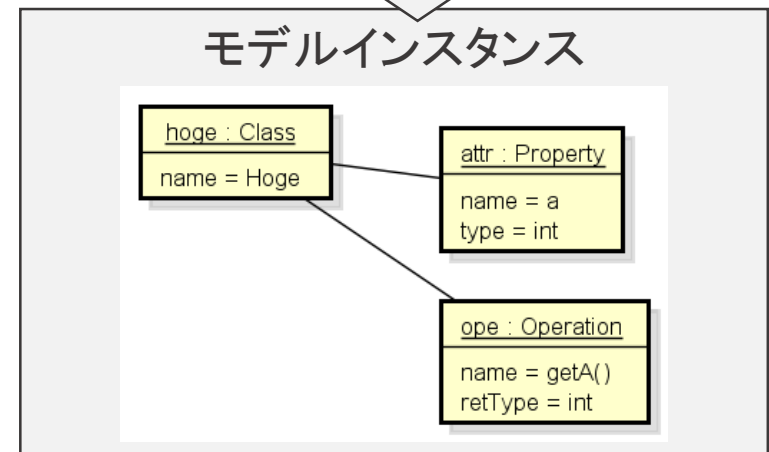 モデルインスタンス
hoge : Class
name = Hoge
attr : Property
name = a
type = int
ope : Operation
name = getA()
retType = int